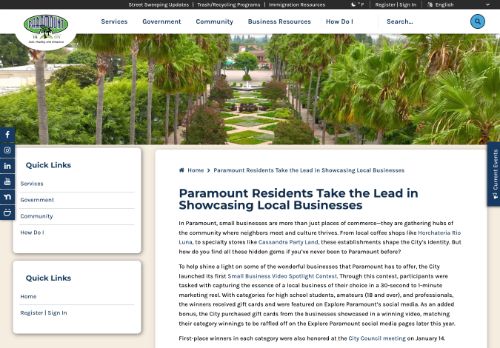 Street Sweeping Updates | Trash/Recycling Programs | Immigration Resources
° F
Register | Sign In
English
PARAMOUNT
Services
Government
Community
Business Resources
How Do I
Search...
Current Events
Quick Links
Services
Government
Community
How Do I
Quick Links
Home
Register | Sign In
Home > Paramount Residents Take the Lead in Showcasing Local Businesses
Paramount Residents Take the Lead in
Showcasing Local Businesses
In Paramount, small businesses are more than just places of commerce—they are gathering hubs of
the community where neighbors meet and culture thrives. From local coffee shops like Horchateria Rio
Luna, to specialty stores like Cassandra Party Land, these establishments shape the City's identity. But
how do you find all these hidden gems if you've never been to Paramount before?
To help shine a light on some of the wonderful businesses that Paramount has to offer, the City
launched its first Small Business Video Spotlight Contest. Through this contest, participants were
tasked with capturing the essence of a local business of their choice in a 30-second to 1-minute
marketing reel. With categories for high school students, amateurs (18 and over), and professionals,
the winners received gift cards and were featured on Explore Paramount's social media. As an added
bonus, the City purchased gift cards from the businesses showcased in a winning video, matching
their category winnings to be raffled off on the Explore Paramount social media pages later this year.
First-place winners in each category were also honored at the City Council meeting on January 14.